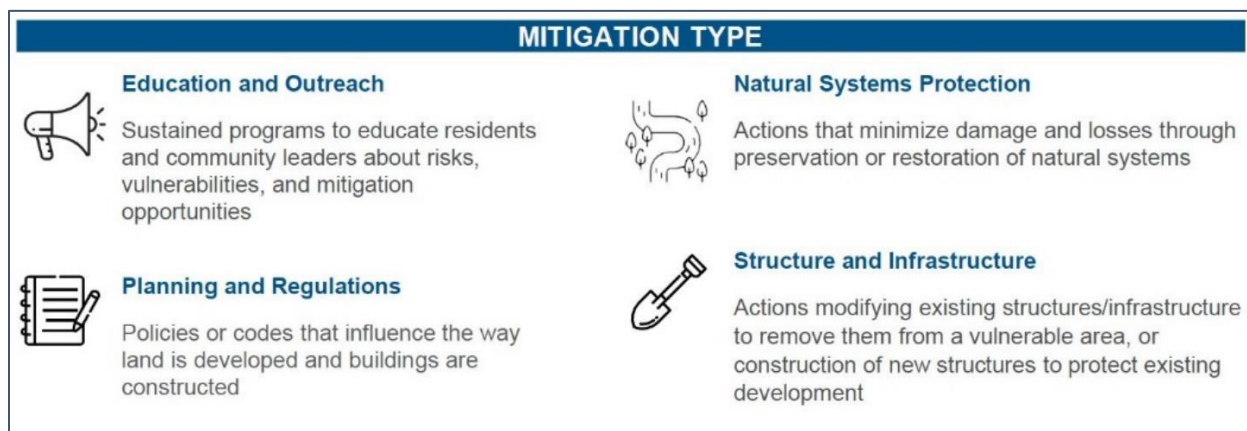 MITIGATION TYPE
Education and Outreach
Sustained programs to educate residents
and community leaders about risks,
vulnerabilities, and mitigation
opportunities
Planning and Regulations
Policies or codes that influence the way
land is developed and buildings are
constructed
Natural Systems Protection
Actions that minimize damage and losses through
preservation or restoration of natural systems
Structure and Infrastructure
Actions modifying existing structures/infrastructure
to remove them from a vulnerable area, or
construction of new structures to protect existing
development